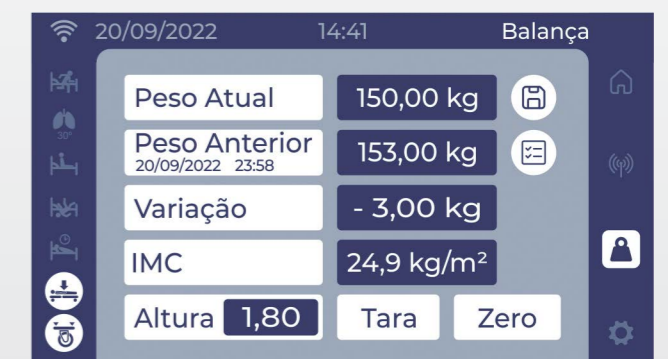 20/09/2022 14:41 Balança
Peso Atual 150,00 kg
Peso Anterior 153,00 kg
20/09/2022 23:58
Variação - 3,00 kg
IMC 24,9 kg/m²
Altura 1,80 Tara Zero
30°